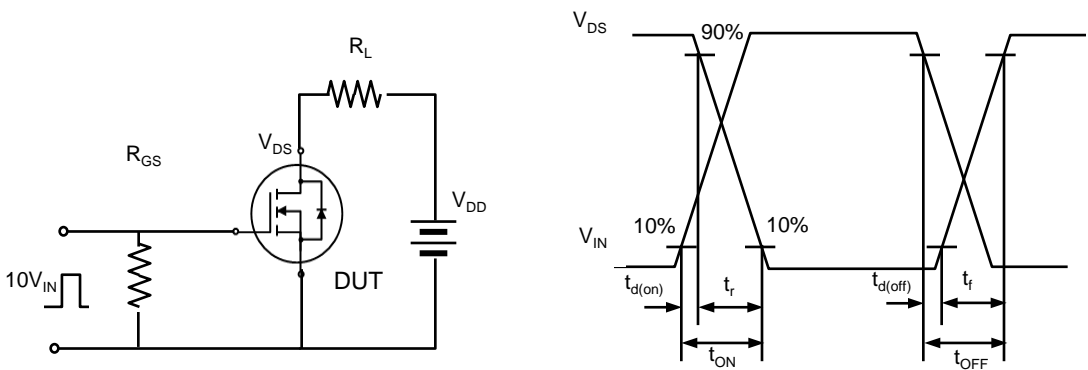 R_L
V_DS
R_GS
V_DD
10V_IN
DUT
V_DS
90%
10%
10%
V_IN
t_d(on)
t_r
t_d(off)
t_f
t_ON
t_OFF